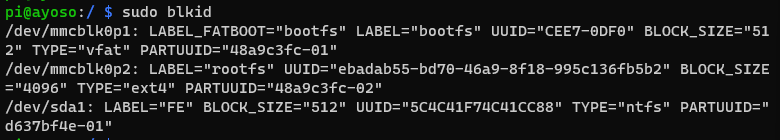 pi@ayoso:/ $ sudo blkid
/dev/mmcblk0p1: LABEL_FATBOOT="bootfs" LABEL="bootfs" UUID="CEE7-0DF0" BLOCK_SIZE="51
2" TYPE="vfat" PARTUUID="48a9c3fc-01"
/dev/mmcblk0p2: LABEL="rootfs" UUID="ebadab55-bd70-46a9-8f18-995c136fb5b2" BLOCK_SIZE
="4096" TYPE="ext4" PARTUUID="48a9c3fc-02"
/dev/sda1: LABEL="FE" BLOCK_SIZE="512" UUID="5C4C41F74C41CC88" TYPE="ntfs" PARTUUID="
d637bf4e-01"